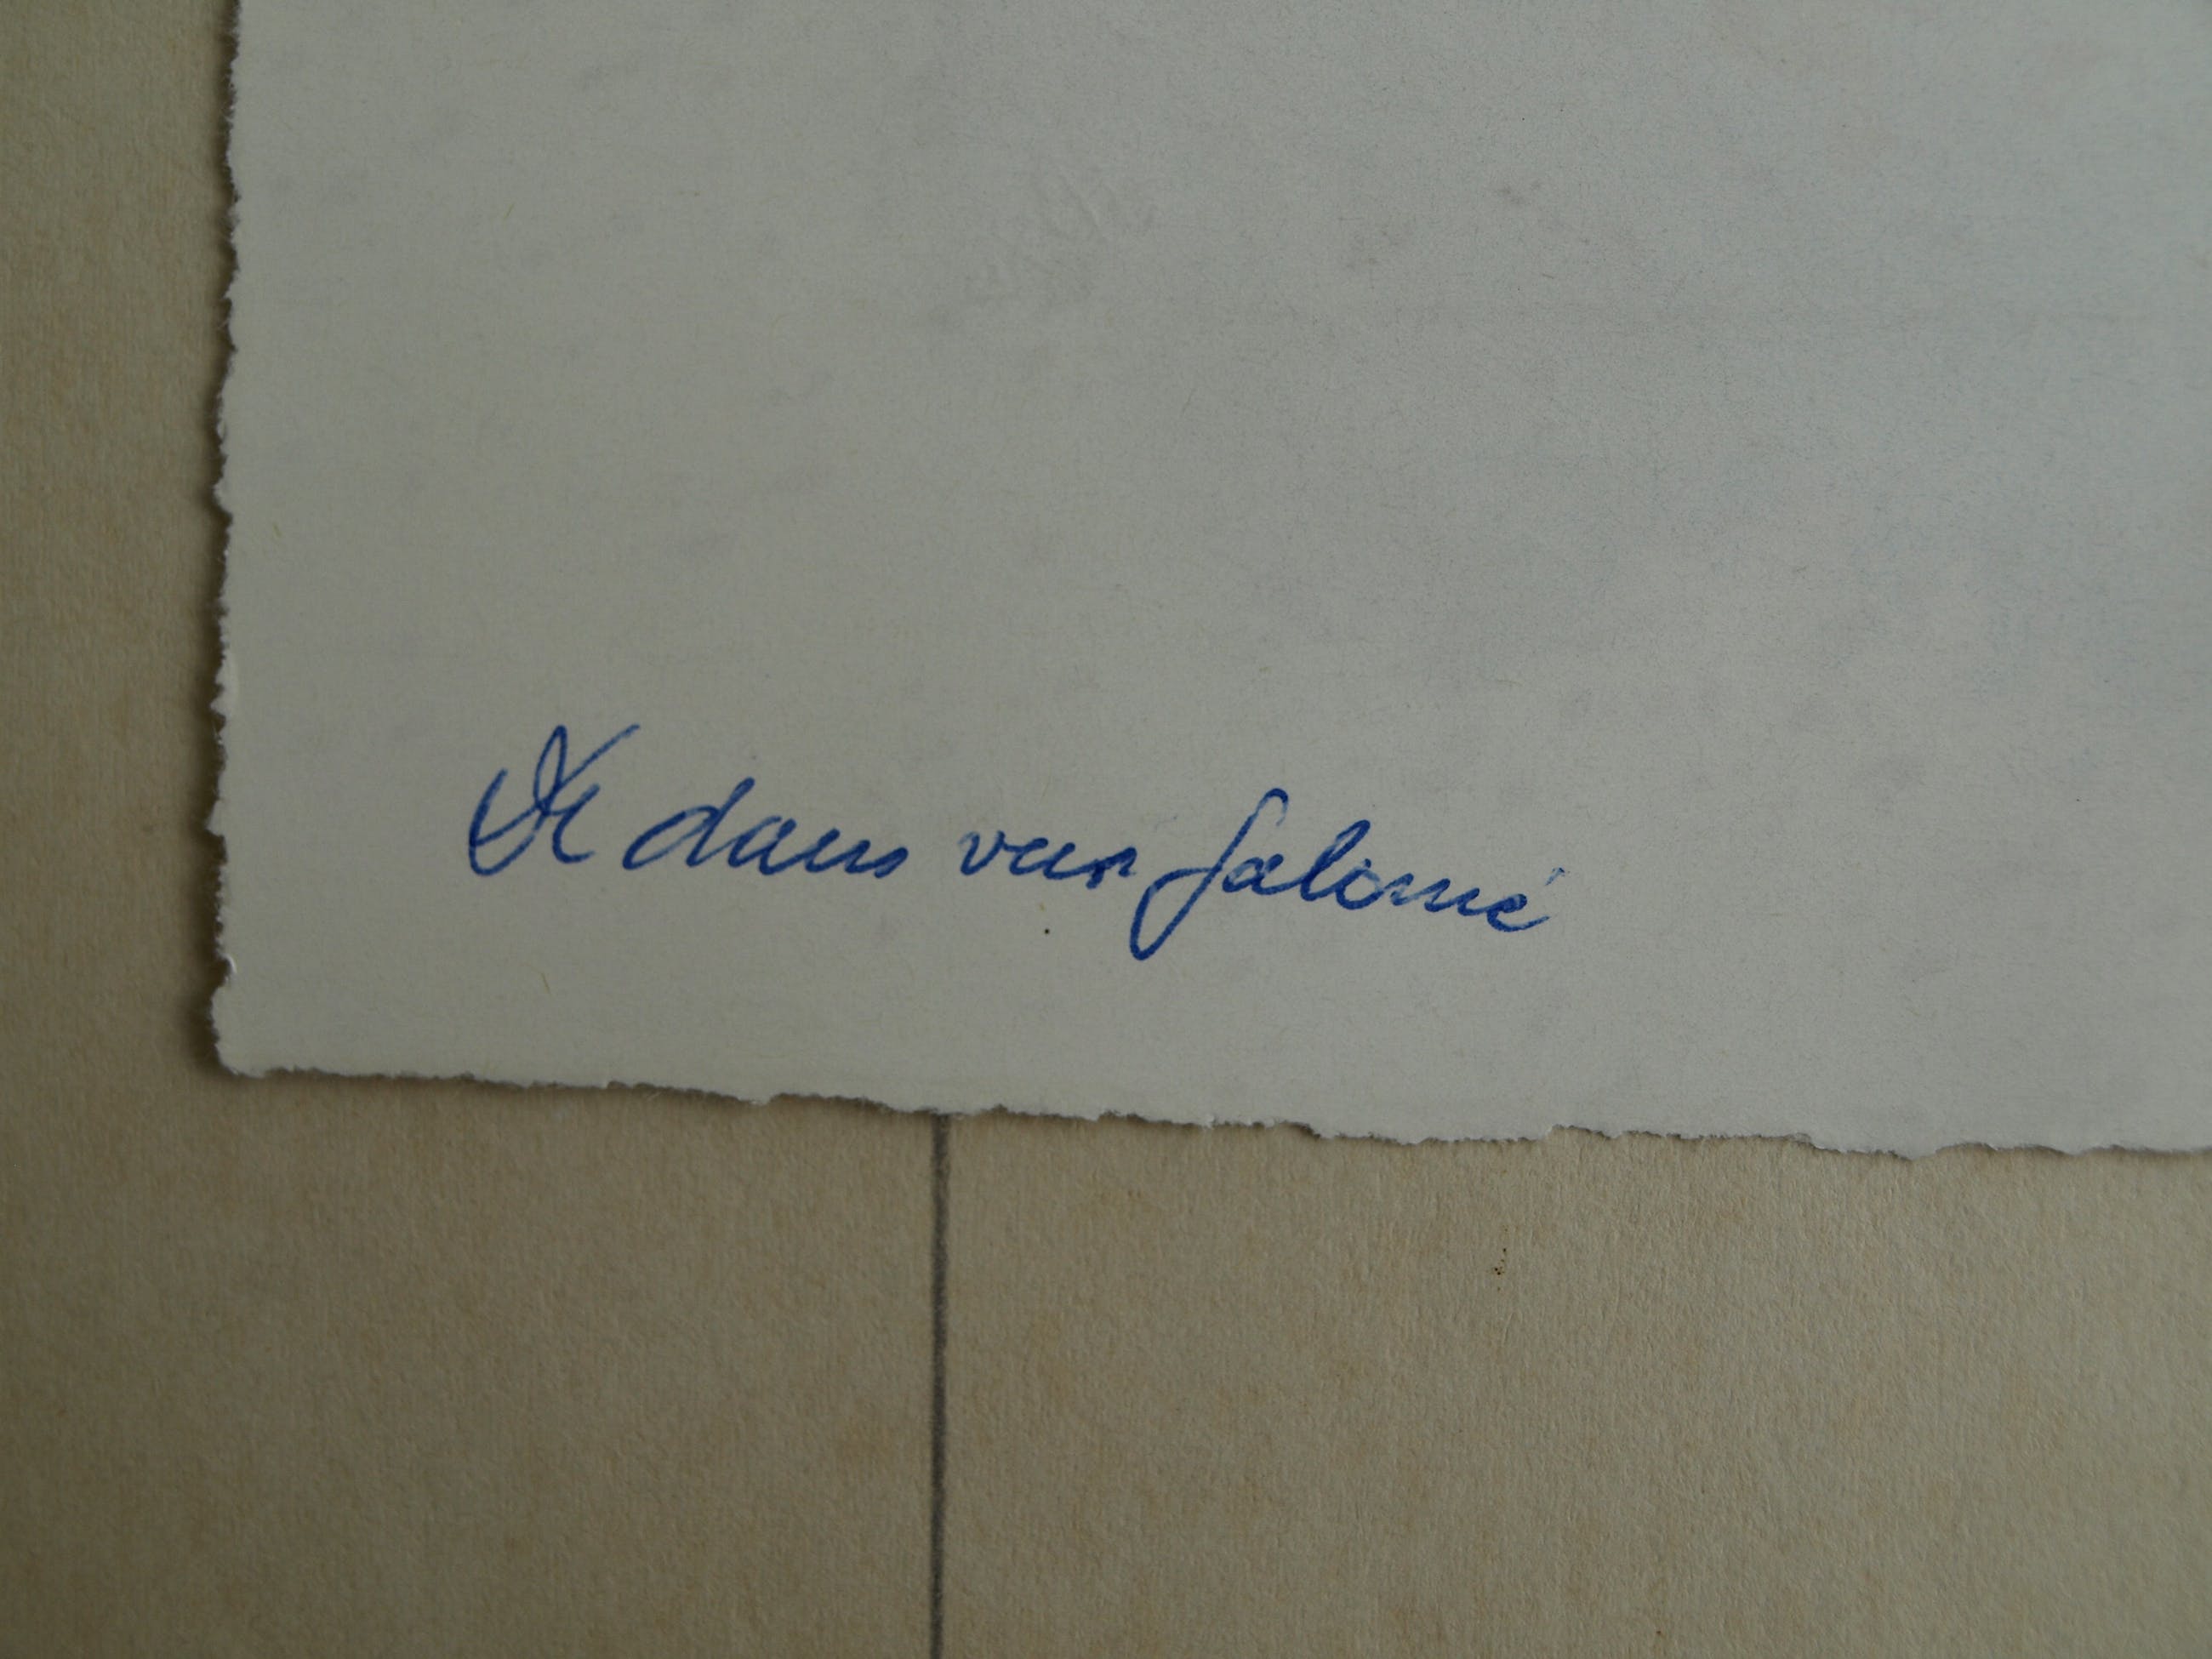 De dans van Salomé